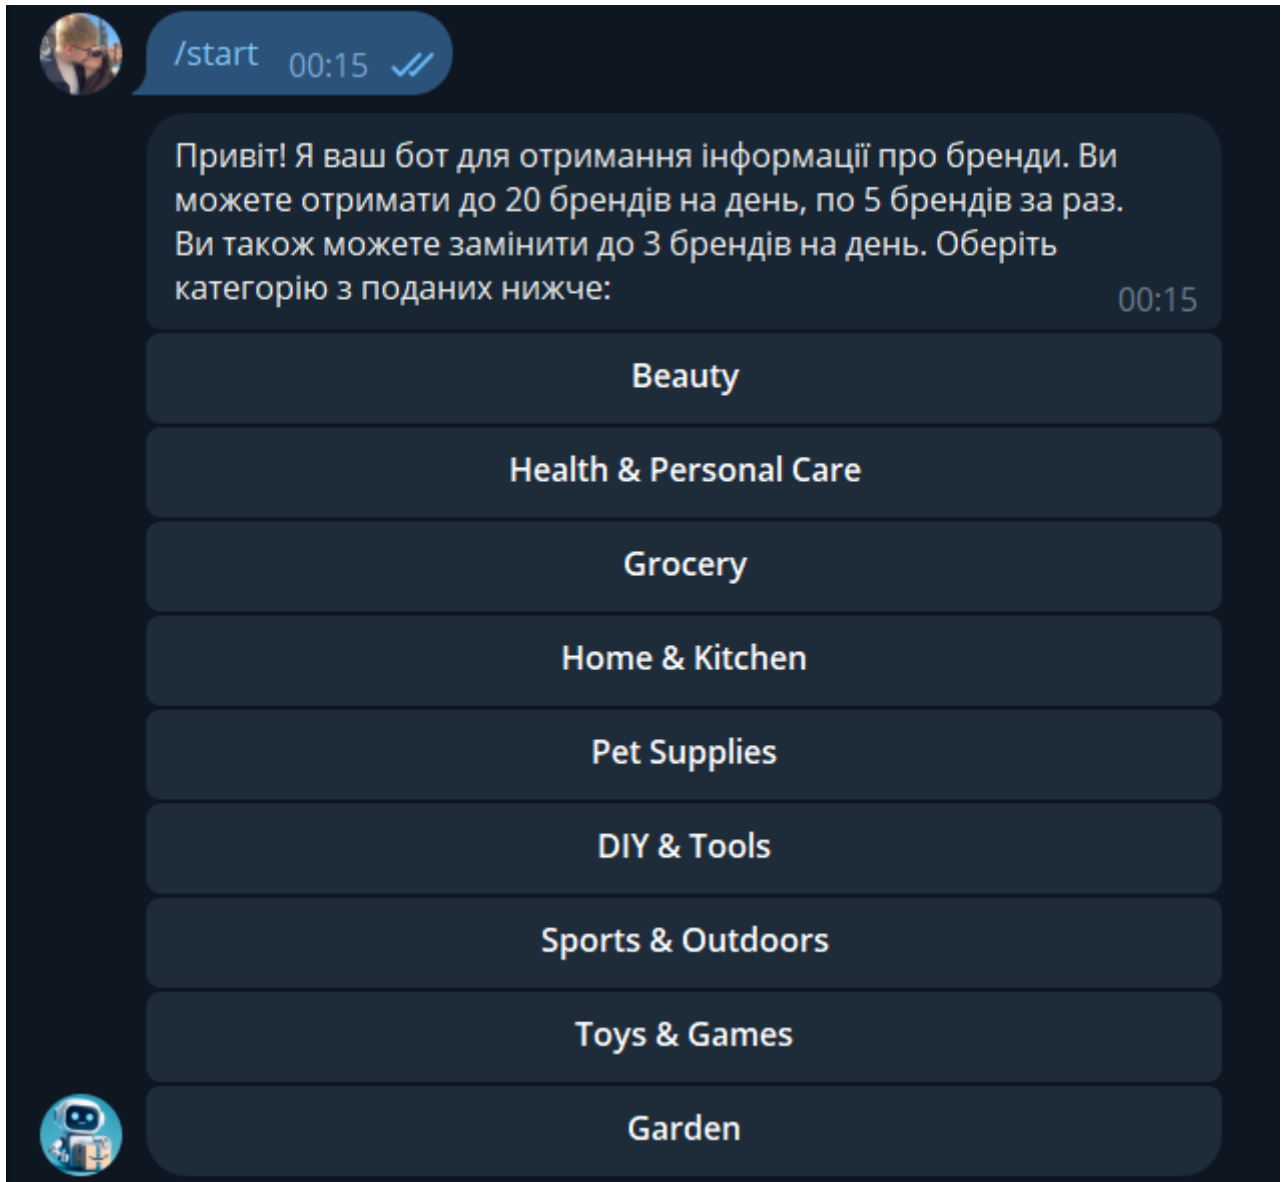 /start 00:15
Привіт! Я ваш бот для отримання інформації про бренди. Ви
можете отримати до 20 брендів на день, по 5 брендів за раз.
Ви також можете замінити до 3 брендів на день. Оберіть
категорію з поданих нижче:
00:15
Beauty
Health & Personal Care
Grocery
Home & Kitchen
Pet Supplies
DIY & Tools
Sports & Outdoors
Toys & Games
Garden